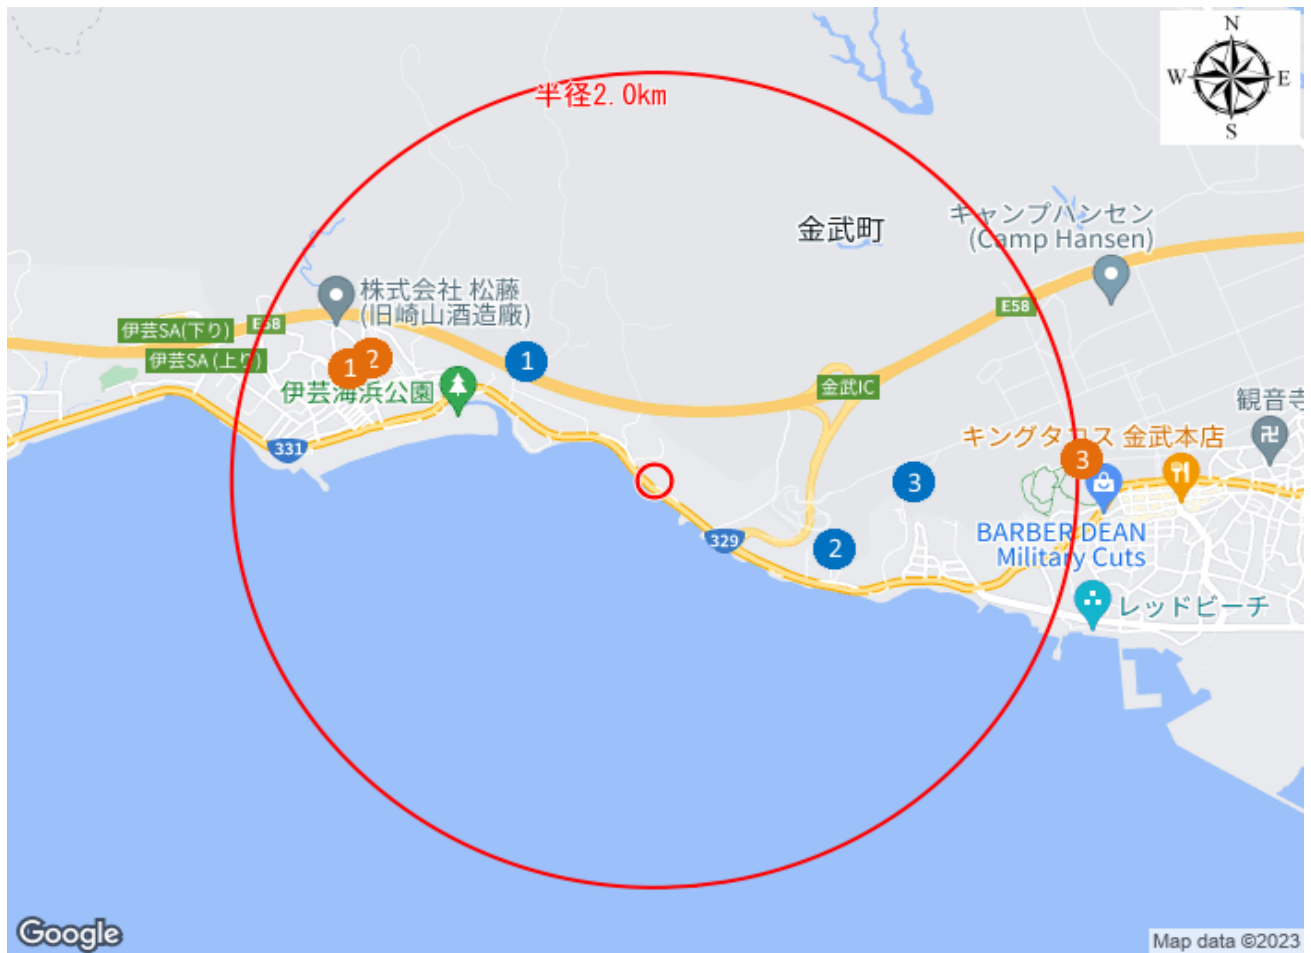 N
W
E
S
半径2.0km
金武町
キャンプハンセン
(Camp Hansen)
E58
株式会社 松藤
(旧崎山酒造廠)
伊芸SA(下り)
E58
伊芸SA(上り)
1
2
1
金武IC
伊芸海浜公園
観音寺
キングタコス 金武本店
331
3
3
329
2
BARBER DEAN
Military Cuts
レッドビーチ
Google
Map data ©2023